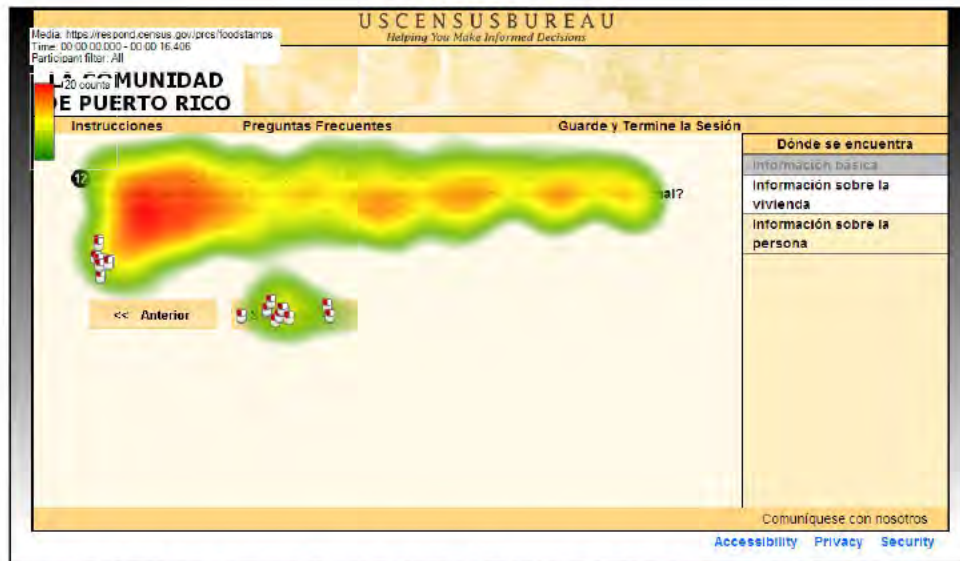 USCENSUSBUREAU
Helping You Make Informed Decisions
Media: https://respond.census.gov/prcs/foodstamps
Time: 00:00:00.000 - 00:00:16.406
Participant filter: All
20 counts
LA COMUNIDAD
DE PUERTO RICO
Instrucciones Preguntas Frecuentes Guarde y Termine la Sesión
Dónde se encuentra
Información básica
Información sobre la
vivienda
Información sobre la
persona
12
<< Anterior
Comuníquese con nosotros
Accessibility Privacy Security